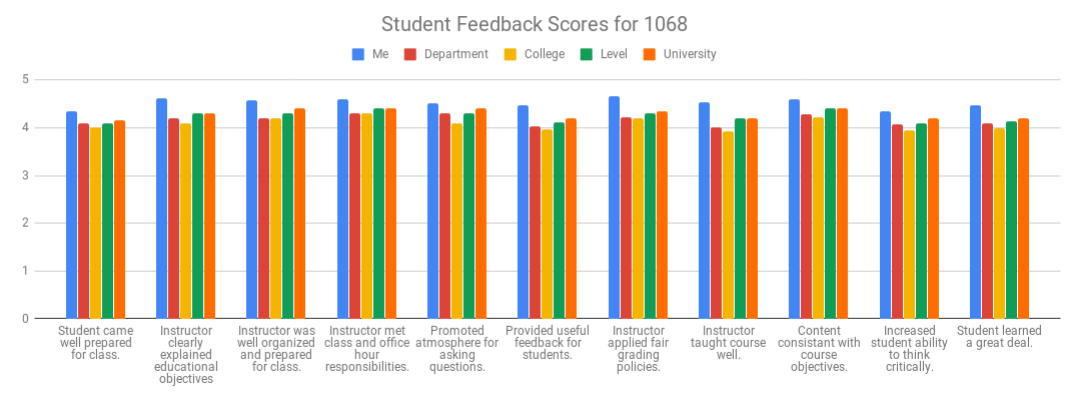 Student Feedback Scores for 1068
Me Department College Level University
5
4
3
2
1
0
Student came
well prepared
for class.
Instructor
clearly
explained
educational
objectives
Instructor was
well organized
and prepared
for class.
Instructor met
class and office
hour
responsibilities.
Promoted
atmosphere for
asking
questions.
Provided useful
feedback for
students.
Instructor
applied fair
grading
policies.
Instructor
taught course
well.
Content
consistant with
course
objectives.
Increased
student ability
to think
critically.
Student learned
a great deal.